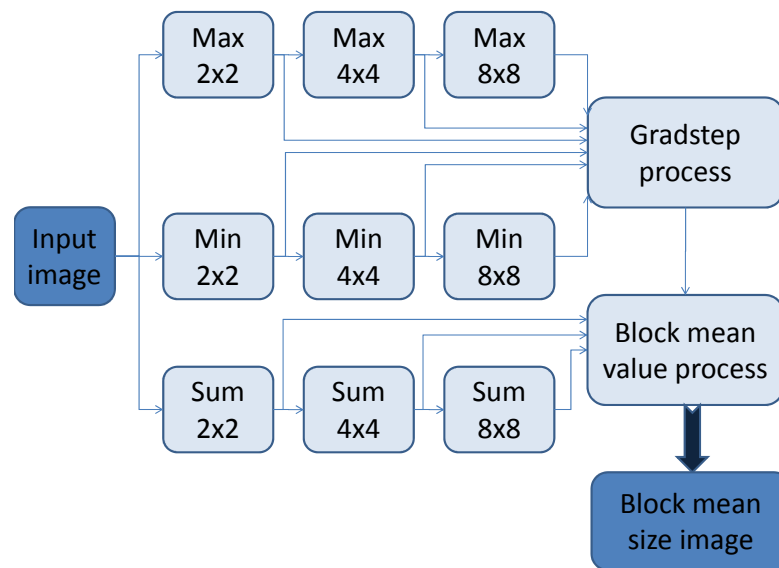 Max
2x2
Max
4x4
Max
8x8
Gradstep
process
Input
image
Min
2x2
Min
4x4
Min
8x8
Block mean
value process
Sum
2x2
Sum
4x4
Sum
8x8
Block mean
size image